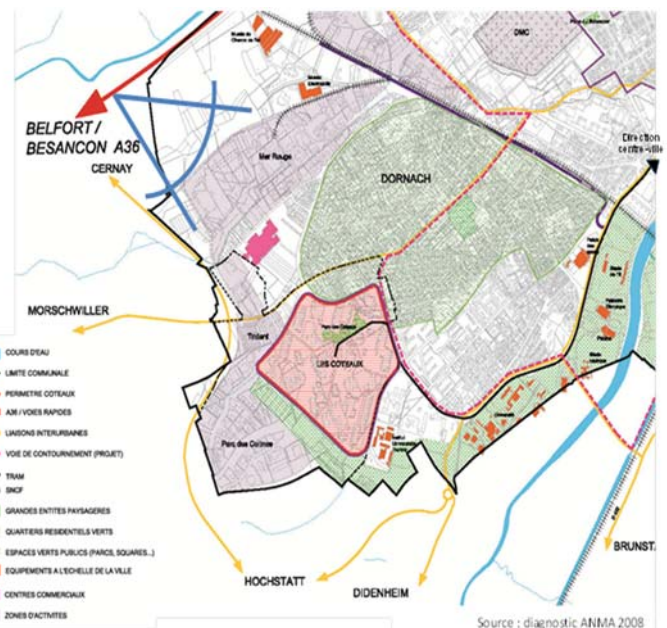 DMC
BELFORT /
BESANCON A36
CERNAY
Mer Rouge
DORNACH
Direction
centre-ville
MORSCHWILLER
Parc des Coteaux
LES COTEAUX
Parc des Collines
COURS D'EAU
LIMITE COMMUNALE
PERIMETRE COTEAUX
A36 / VOIES RAPIDES
LIAISONS INTERURBAINES
VOIE DE CONTOURNEMENT (PROJET)
TRAM
SNCF
GRANDES ENTITES PAYSAGERES
QUARTIERS RESIDENTIELS VERTS
ESPACES VERTS PUBLICS (PARCS, SQUARES...)
EQUIPEMENTS A L'ECHELLE DE LA VILLE
CENTRES COMMERCIAUX
ZONES D'ACTIVITES
HOCHSTATT
DIDENHEIM
BRUNST
Source : diagnostic ANMA 2008